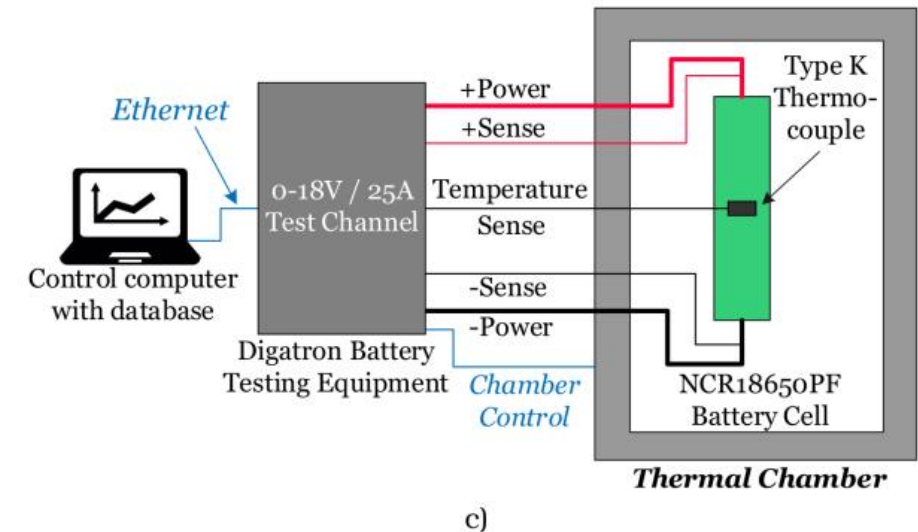 Ethernet
Control computer
with database
0-18V / 25A
Test Channel
Digatron Battery
Testing Equipment
+Power
+Sense
Temperature
Sense
-Sense
-Power
Chamber
Control
Type K
Thermo-
couple
NCR18650PF
Battery Cell
Thermal Chamber
c)